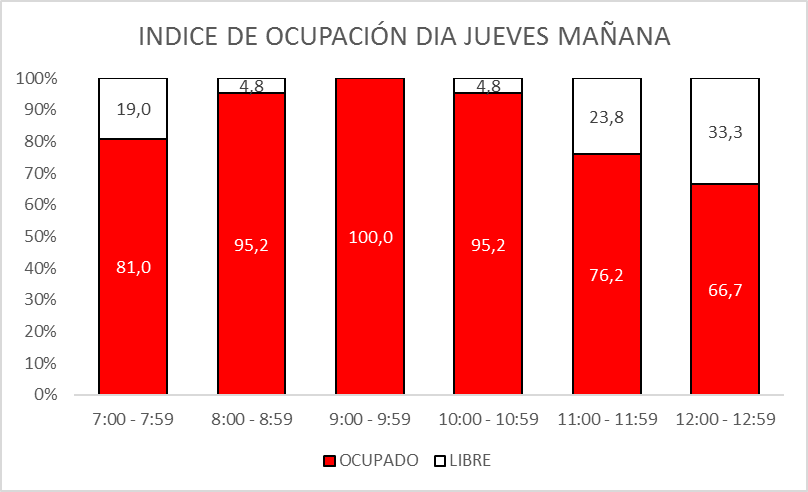 INDICE DE OCUPACIÓN DIA JUEVES MAÑANA
100%
90%
80%
70%
60%
50%
40%
30%
20%
10%
0%
19,0
4,8
4,8
23,8
33,3
81,0
95,2
100,0
95,2
76,2
66,7
7:00 - 7:59
8:00 - 8:59
9:00 - 9:59
10:00 - 10:59
11:00 - 11:59
12:00 - 12:59
OCUPADO
LIBRE